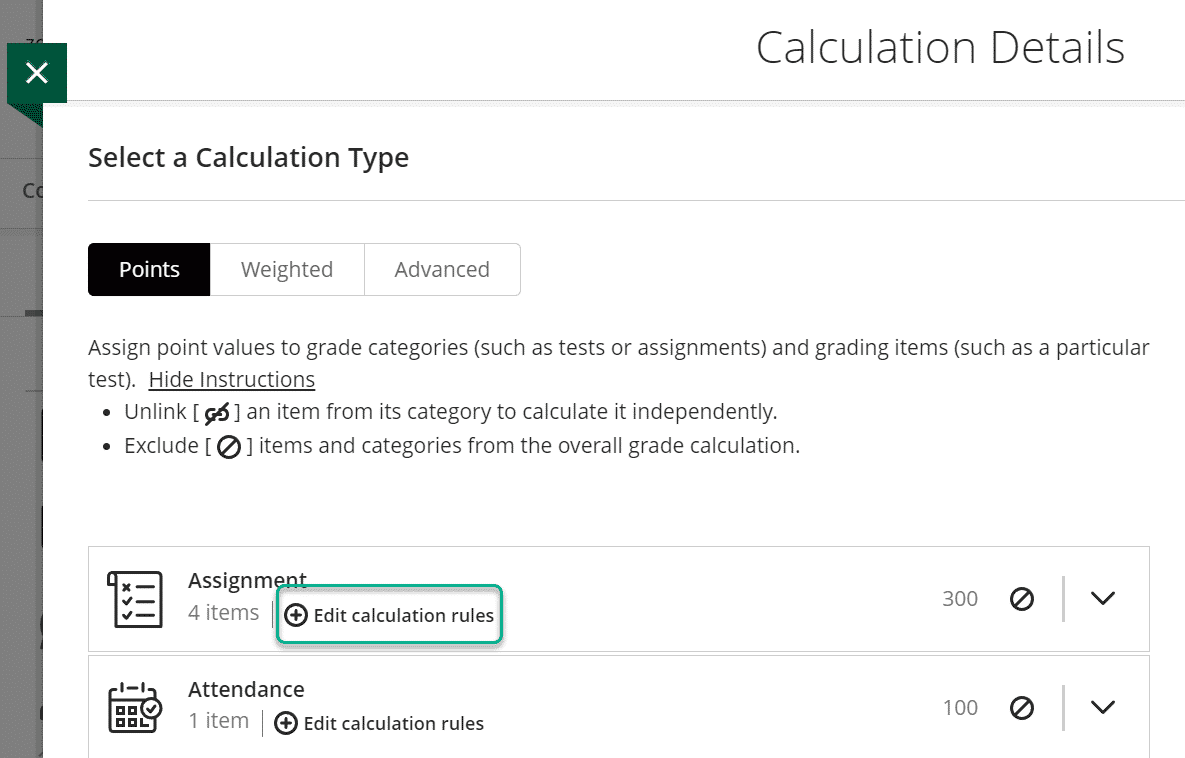 Calculation Details
Select a Calculation Type
Points Weighted Advanced
Assign point values to grade categories (such as tests or assignments) and grading items (such as a particular
test). Hide Instructions
• Unlink [ ] an item from its category to calculate it independently.
• Exclude [ ] items and categories from the overall grade calculation.
Assignment
4 items | Edit calculation rules 300
Attendance
1 item | Edit calculation rules 100